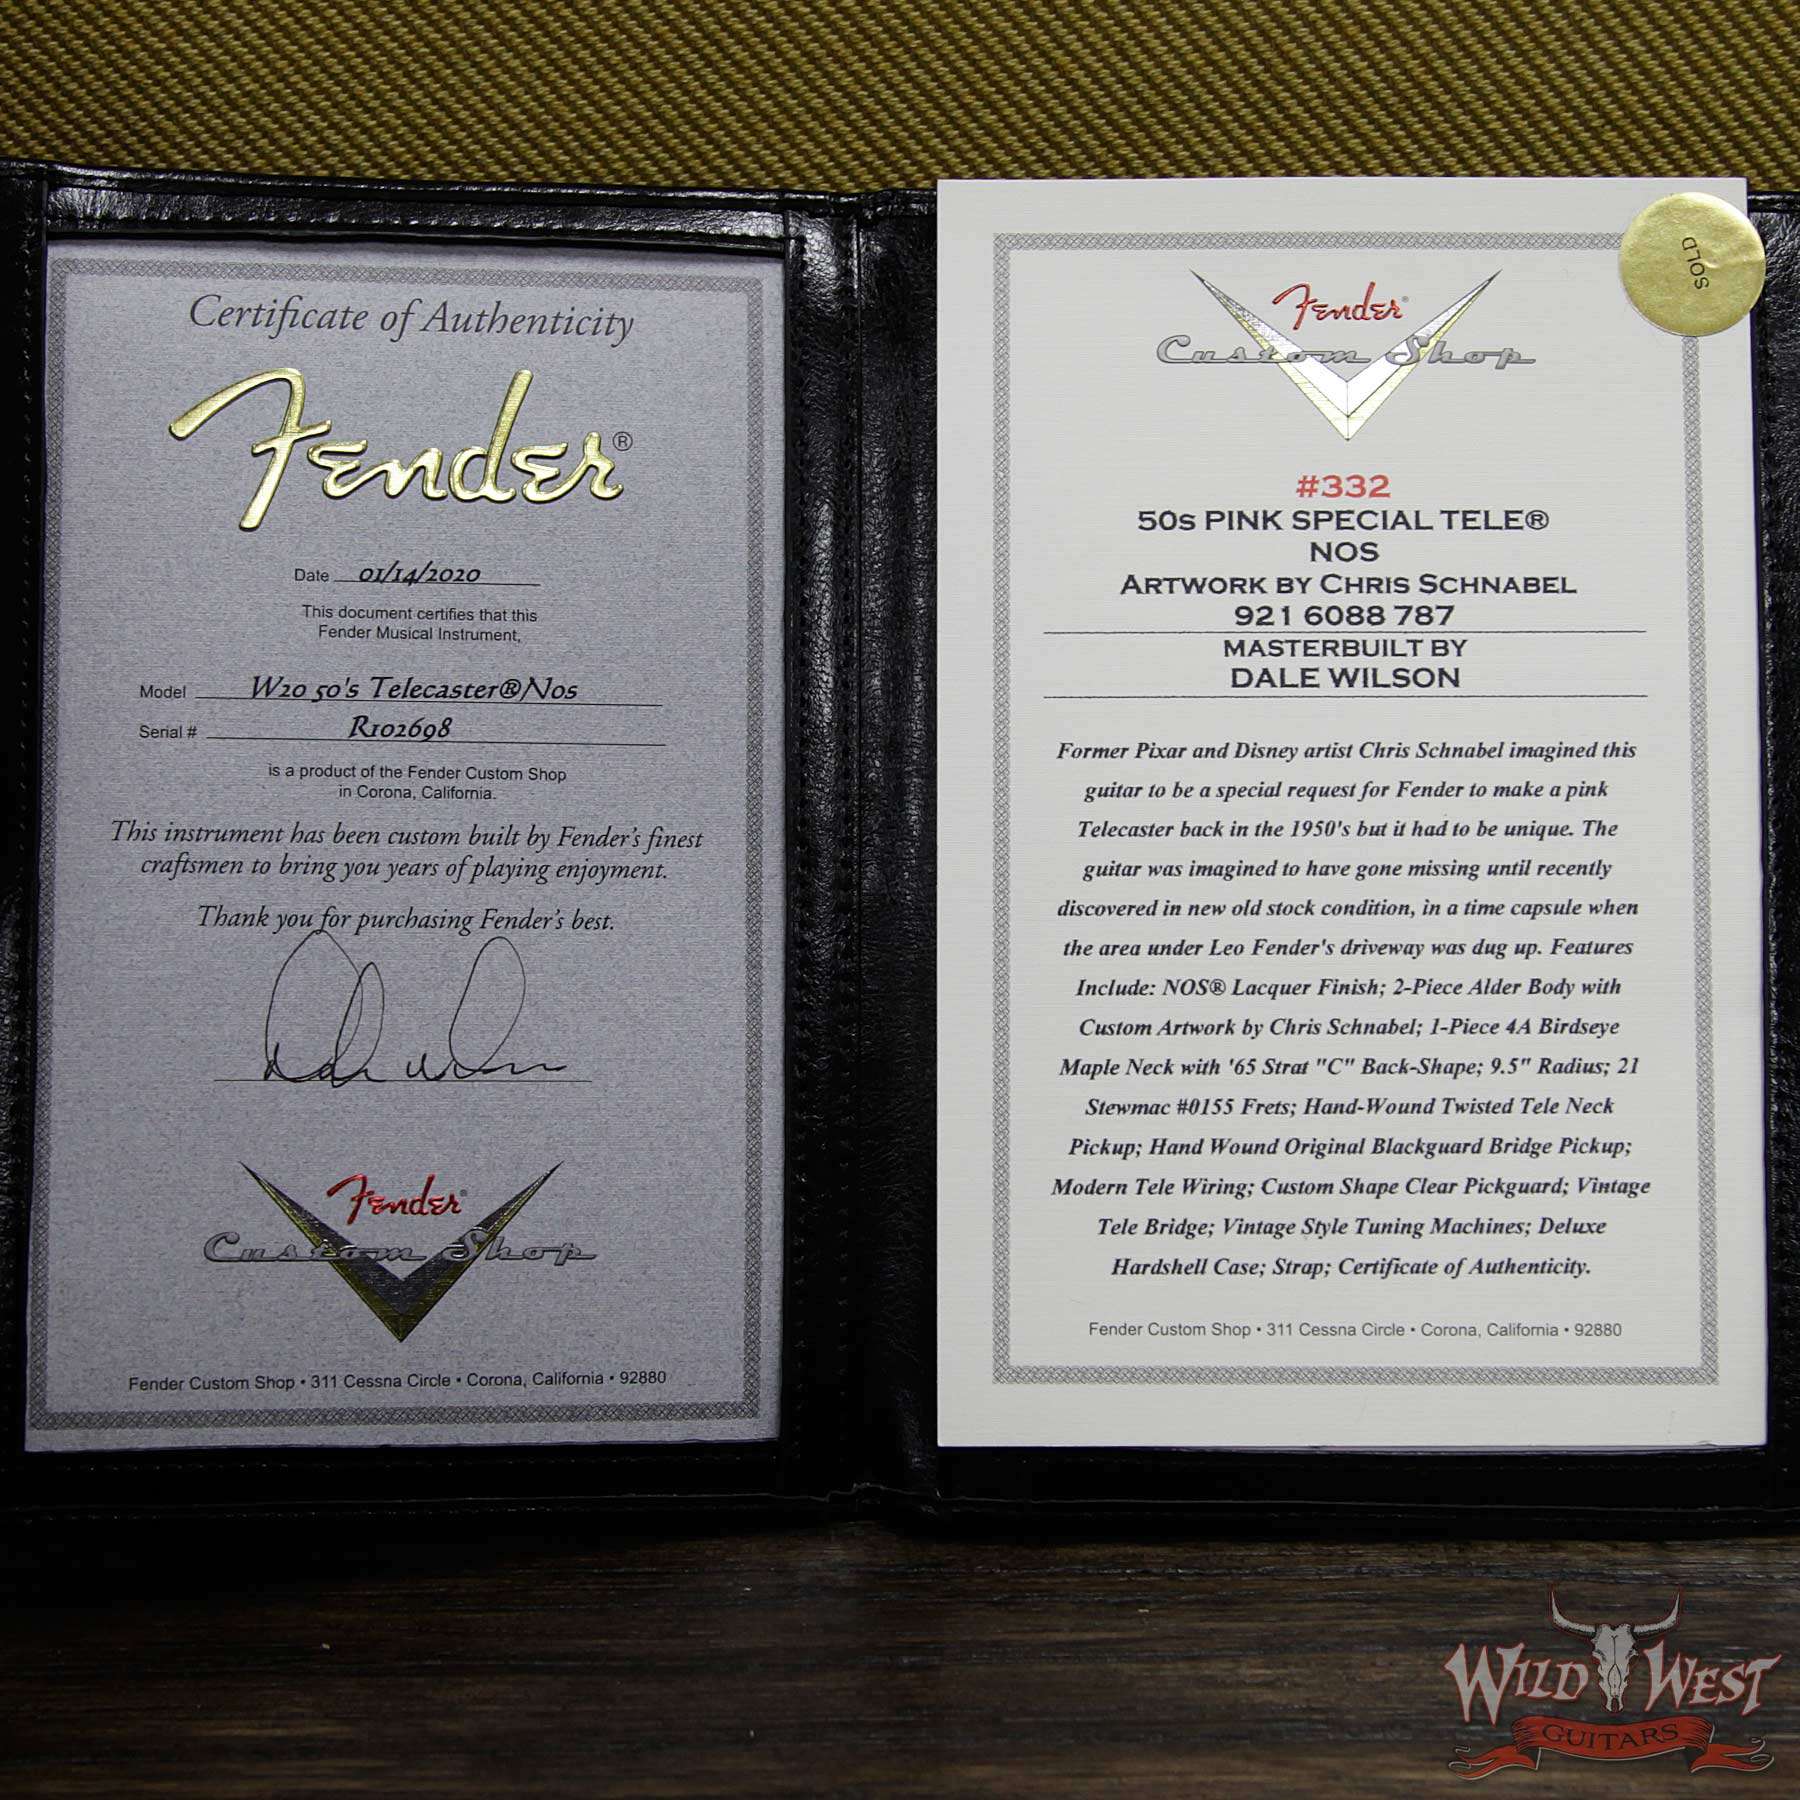 Certificate of Authenticity
Fender®
Date 01/14/2020
This document certifies that this
Fender Musical Instrument,
Model W20 50's Telecaster®Nos
Serial # R102698
is a product of the Fender Custom Shop
in Corona, California.
This instrument has been custom built by Fender's finest
craftsmen to bring you years of playing enjoyment.
Thank you for purchasing Fender's best.
Fender®
Custom Shop
Fender Custom Shop • 311 Cessna Circle • Corona, California • 92880
SOLD
Fender®
Custom Shop
#332
50s PINK SPECIAL TELE®
NOS
ARTWORK BY CHRIS SCHNABEL
921 6088 787
MASTERBUILT BY
DALE WILSON
Former Pixar and Disney artist Chris Schnabel imagined this
guitar to be a special request for Fender to make a pink
Telecaster back in the 1950's but it had to be unique. The
guitar was imagined to have gone missing until recently
discovered in new old stock condition, in a time capsule when
the area under Leo Fender's driveway was dug up. Features
Include: NOS® Lacquer Finish; 2-Piece Alder Body with
Custom Artwork by Chris Schnabel; 1-Piece 4A Birdseye
Maple Neck with '65 Strat "C" Back-Shape; 9.5" Radius; 21
Stewmac #0155 Frets; Hand-Wound Twisted Tele Neck
Pickup; Hand Wound Original Blackguard Bridge Pickup;
Modern Tele Wiring; Custom Shape Clear Pickguard; Vintage
Tele Bridge; Vintage Style Tuning Machines; Deluxe
Hardshell Case; Strap; Certificate of Authenticity.
Fender Custom Shop • 311 Cessna Circle • Corona, California • 92880
WILD WEST
GUITARS